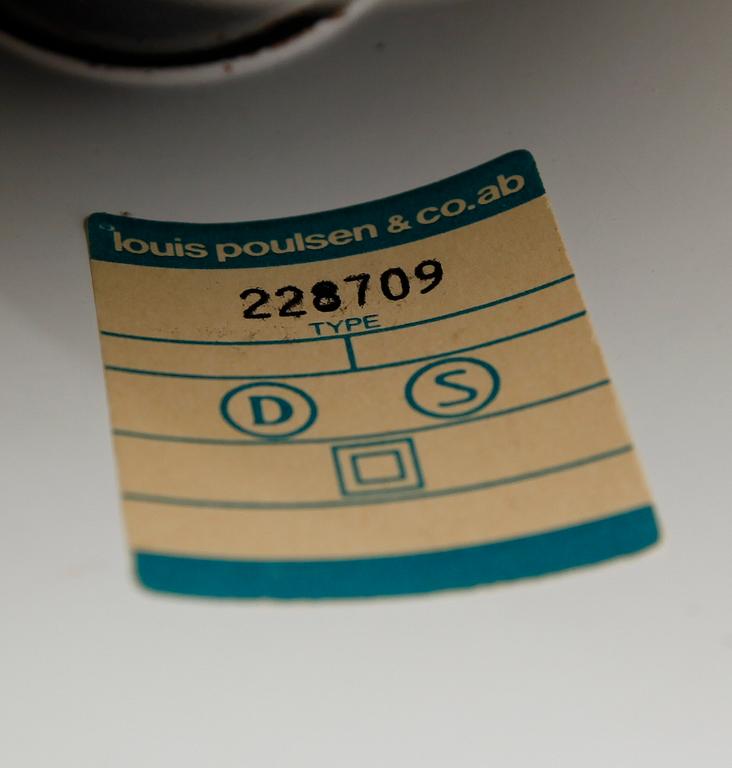 louis poulsen & co.ab
228709
TYPE
D S